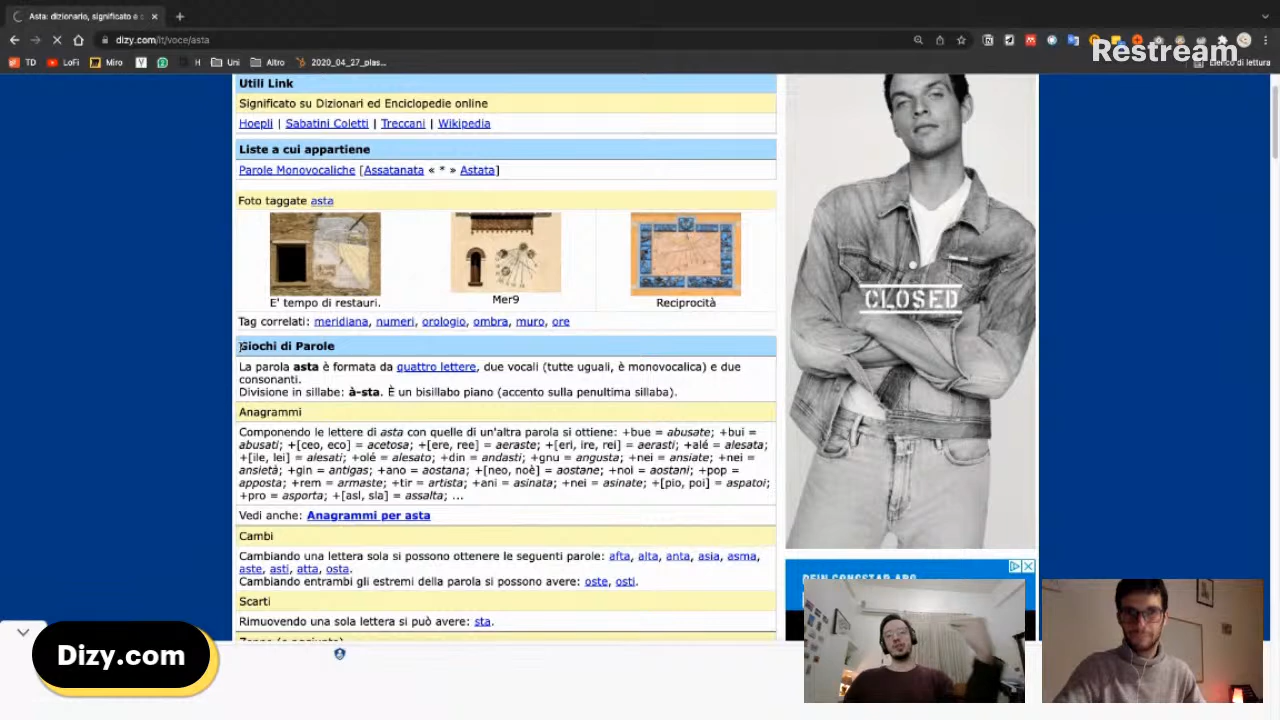 Asta: dizionario, significato e
dizy.com/it/voce/asta
Restream
TD
LoFi
Miro
H
Uni
Altro
2020_04_27_plas...
Elenco di lettura
Utili Link
Significato su Dizionari ed Enciclopedie online
Hoepli | Sabatini Coletti | Treccani | Wikipedia
Liste a cui appartiene
Parole Monovocaliche [Assatanata « * » Astata]
Foto taggate asta
E' tempo di restauri.
Mer9
Reciprocità
Tag correlati: meridiana, numeri, orologio, ombra, muro, ore
Giochi di Parole
La parola asta è formata da quattro lettere, due vocali (tutte uguali, è monovocalica) e due
consonanti.
Divisione in sillabe: à-sta. È un bisillabo piano (accento sulla penultima sillaba).
Anagrammi
Componendo le lettere di asta con quelle di un'altra parola si ottiene: +bue = abusate; +bui =
abusati; +[ceo, eco] = acetosa; +[ere, ree] = aeraste; +[eri, ire, rei] = aerasti; +alé = alesata;
+[ile, lei] = alesati; +olé = alesato; +din = andasti; +gnu = angusta; +nei = ansiate; +nei =
ansietà; +gin = antigas; +ano = aostana; +[neo, noè] = aostane; +noi = aostani; +pop =
apposta; +rem = armaste; +tir = artista; +ani = asinata; +nei = asinate; +[pio, poi] = aspatoi;
+pro = asporta; +[asl, sla] = assalta; ...
Vedi anche: Anagrammi per asta
Cambi
Cambiando una lettera sola si possono ottenere le seguenti parole: afta, alta, anta, asia, asma,
aste, asti, atta, osta.
Cambiando entrambi gli estremi della parola si possono avere: oste, osti.
Scarti
Rimuovendo una sola lettera si può avere: sta.
CLOSED
Dizy.com